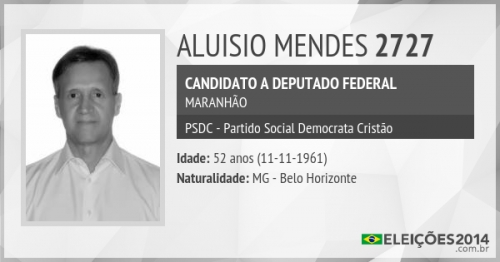 ALUISIO MENDES 2727
CANDIDATO A DEPUTADO FEDERAL
MARANHÃO
PSDC - Partido Social Democrata Cristão
Idade: 52 anos (11-11-1961)
Naturalidade: MG - Belo Horizonte
ELEIÇÕES2014
.com.br